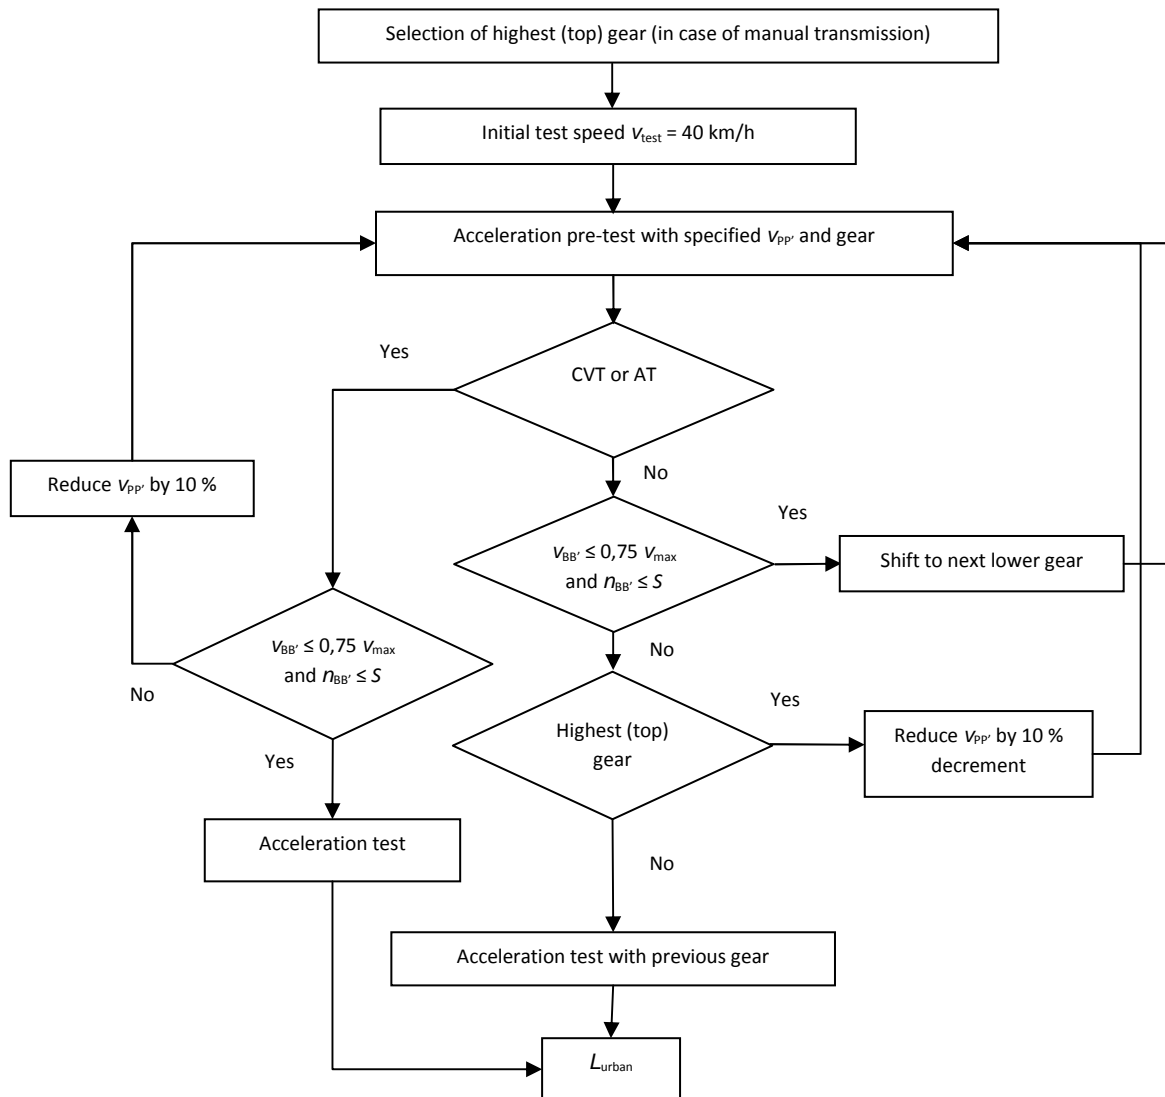 Selection of highest (top) gear (in case of manual transmission)
Initial test speed vtest = 40 km/h
Acceleration pre-test with specified vPP' and gear
Yes
CVT or AT
No
Reduce vPP' by 10 %
Yes
vBB' ≤ 0,75 vmax
and nBB' ≤ S
Shift to next lower gear
No
vBB' ≤ 0,75 vmax
and nBB' ≤ S
No
Yes
Highest (top)
gear
Yes
Reduce vPP' by 10 %
decrement
Acceleration test
No
Acceleration test with previous gear
Lurban